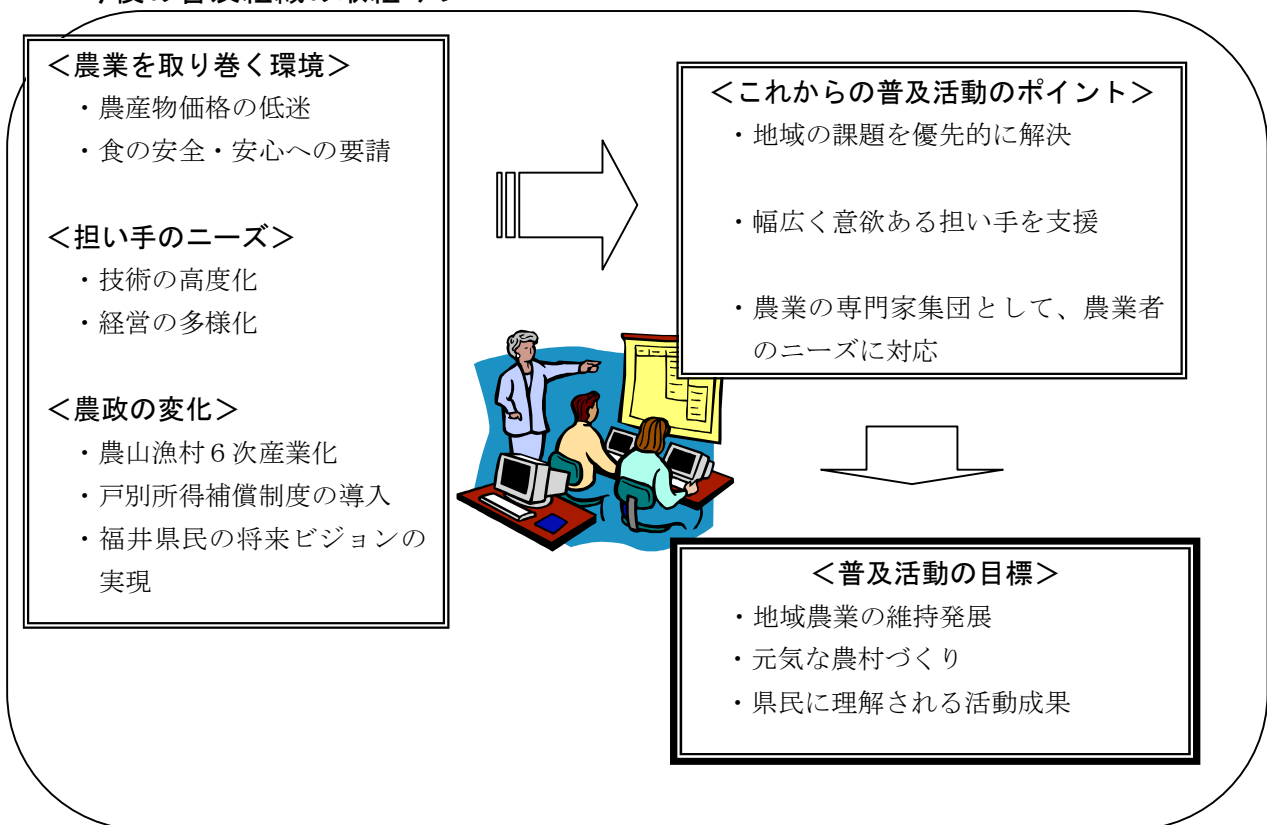 ＜農業を取り巻く環境＞
・農産物価格の低迷
・食の安全・安心への要請
＜担い手のニーズ＞
・技術の高度化
・経営の多様化
＜農政の変化＞
・農山漁村６次産業化
・戸別所得補償制度の導入
・福井県民の将来ビジョンの
実現
＜これからの普及活動のポイント＞
・地域の課題を優先的に解決
・幅広く意欲ある担い手を支援
・農業の専門家集団として、農業者
のニーズに対応
＜普及活動の目標＞
・地域農業の維持発展
・元気な農村づくり
・県民に理解される活動成果